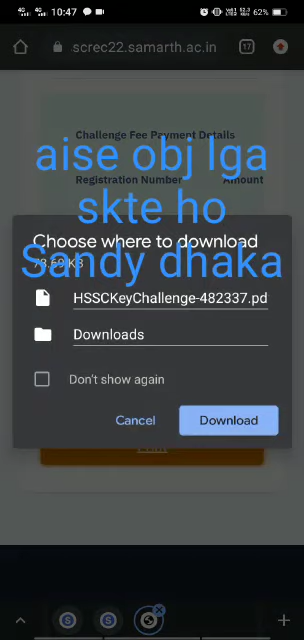 10:47
62%
screc22.samarth.ac.in
17
Challenge Fee Payment Details
aise obj lga
Registration Number Amount
skte ho
Choose where to download
Sandy dhaka
HSSCKeyChallenge-482337.pd
Downloads
Don't show again
Cancel Download